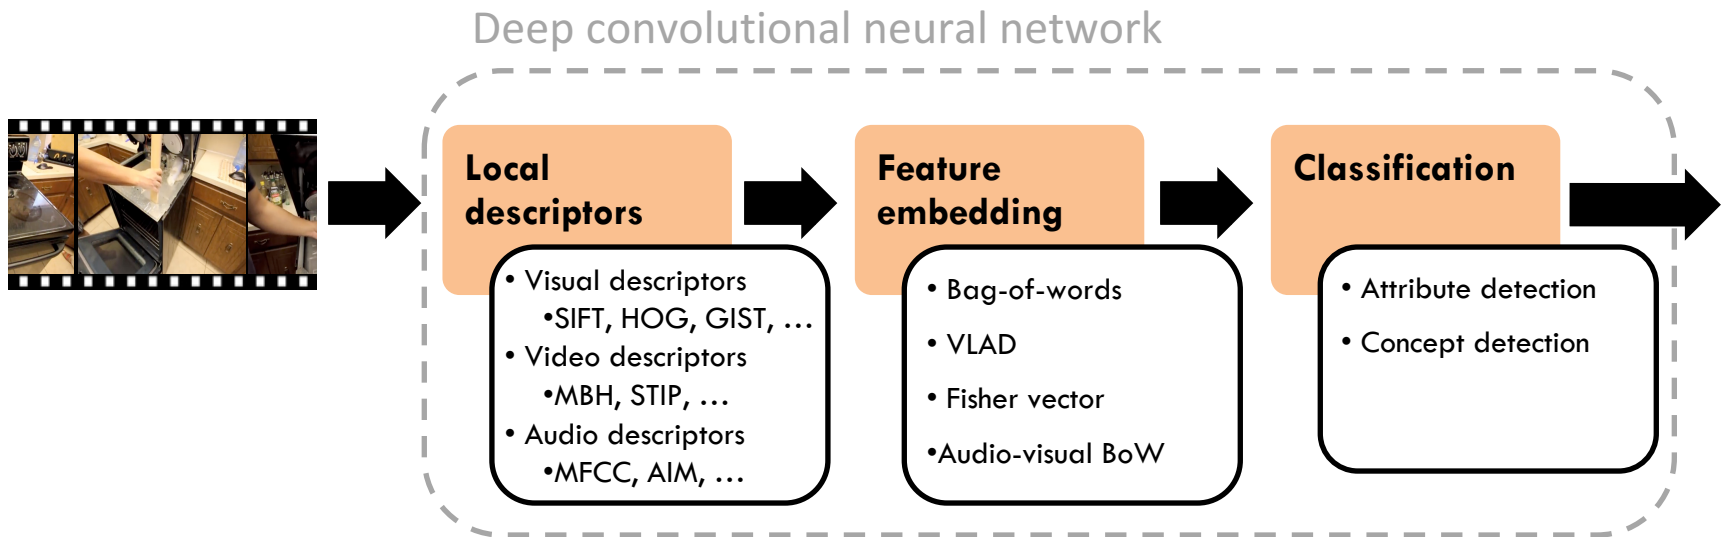 Deep convolutional neural network
Local
descriptors
• Visual descriptors
•SIFT, HOG, GIST, ...
• Video descriptors
•MBH, STIP, ...
• Audio descriptors
•MFCC, AIM, ...
Feature
embedding
• Bag-of-words
• VLAD
• Fisher vector
•Audio-visual BoW
Classification
• Attribute detection
• Concept detection